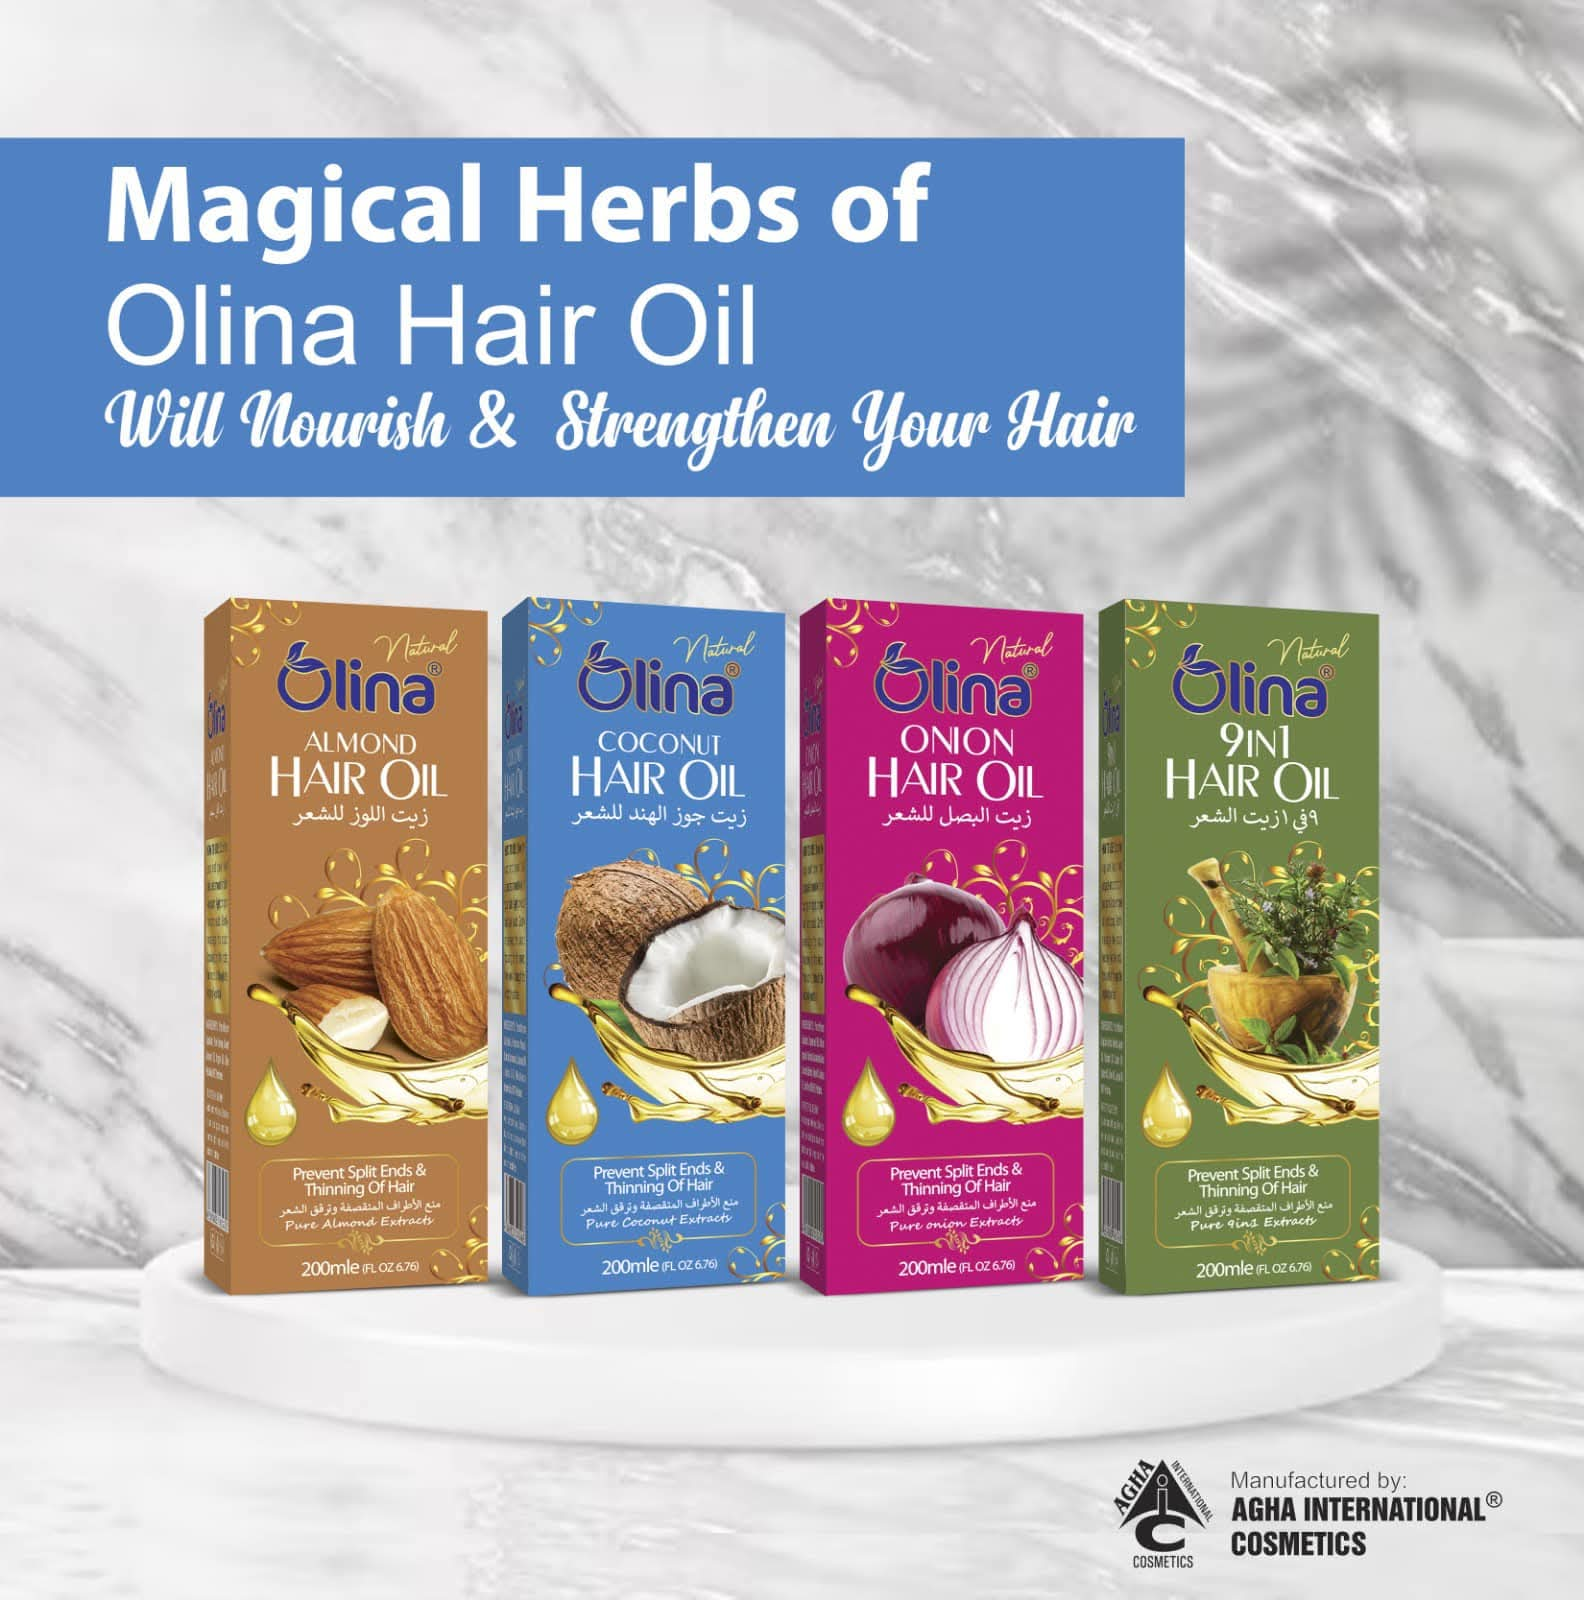 Magical Herbs of
Olina Hair Oil
Will Nourish & Strengthen Your Hair
Natural
Olina®
ALMOND
HAIR OIL
زيت اللوز للشعر
Prevent Split Ends &
Thinning Of Hair
منع الأطراف المتقصفة وترقق الشعر
Pure Almond Extracts
200mle (FL OZ 6.76)
Natural
Olina®
COCONUT
HAIR OIL
زيت جوز الهند للشعر
Prevent Split Ends &
Thinning Of Hair
منع الأطراف المتقصفة وترقق الشعر
Pure Coconut Extracts
200mle (FL OZ 6.76)
Natural
Olina®
ONION
HAIR OIL
زيت البصل للشعر
Prevent Split Ends &
Thinning Of Hair
منع الأطراف المتقصفة وترقق الشعر
Pure onion Extracts
200mle (FL OZ 6.76)
Natural
Olina®
9IN1
HAIR OIL
٩في ١ زيت الشعر
Prevent Split Ends &
Thinning Of Hair
منع الأطراف المتقصفة وترقق الشعر
Pure 9in1 Extracts
200mle (FL OZ 6.76)
AGHA INTERNATIONAL
COSMETICS
Manufactured by:
AGHA INTERNATIONAL®
COSMETICS